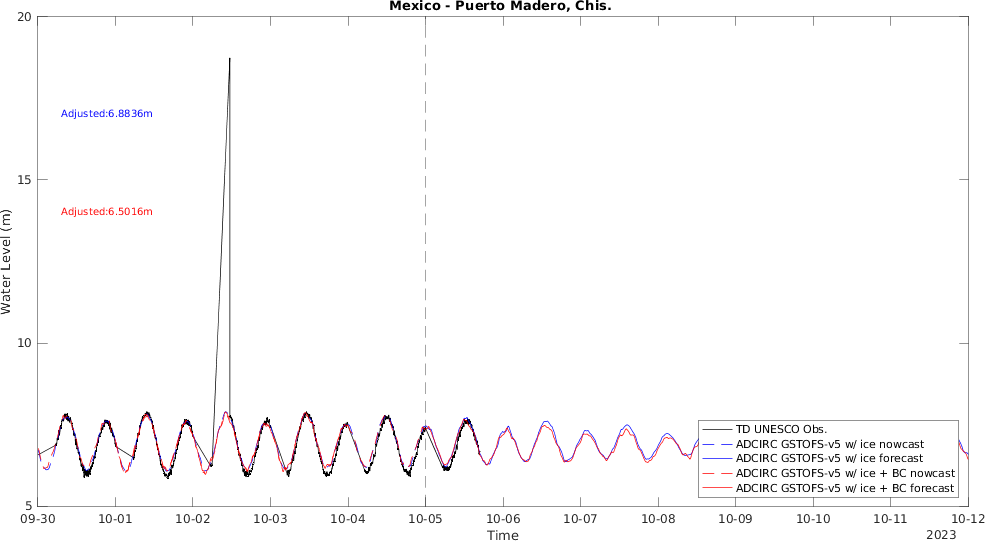 Mexico - Puerto Madero, Chis.
20
15
10
5
Water Level (m)
Adjusted:6.8836m
Adjusted:6.5016m
TD UNESCO Obs.
ADCIRC GSTOFS-v5 w/ ice nowcast
ADCIRC GSTOFS-v5 w/ ice forecast
ADCIRC GSTOFS-v5 w/ ice + BC nowcast
ADCIRC GSTOFS-v5 w/ ice + BC forecast
09-30 10-01 10-02 10-03 10-04 10-05 10-06 10-07 10-08 10-09 10-10 10-11 10-12
Time
2023